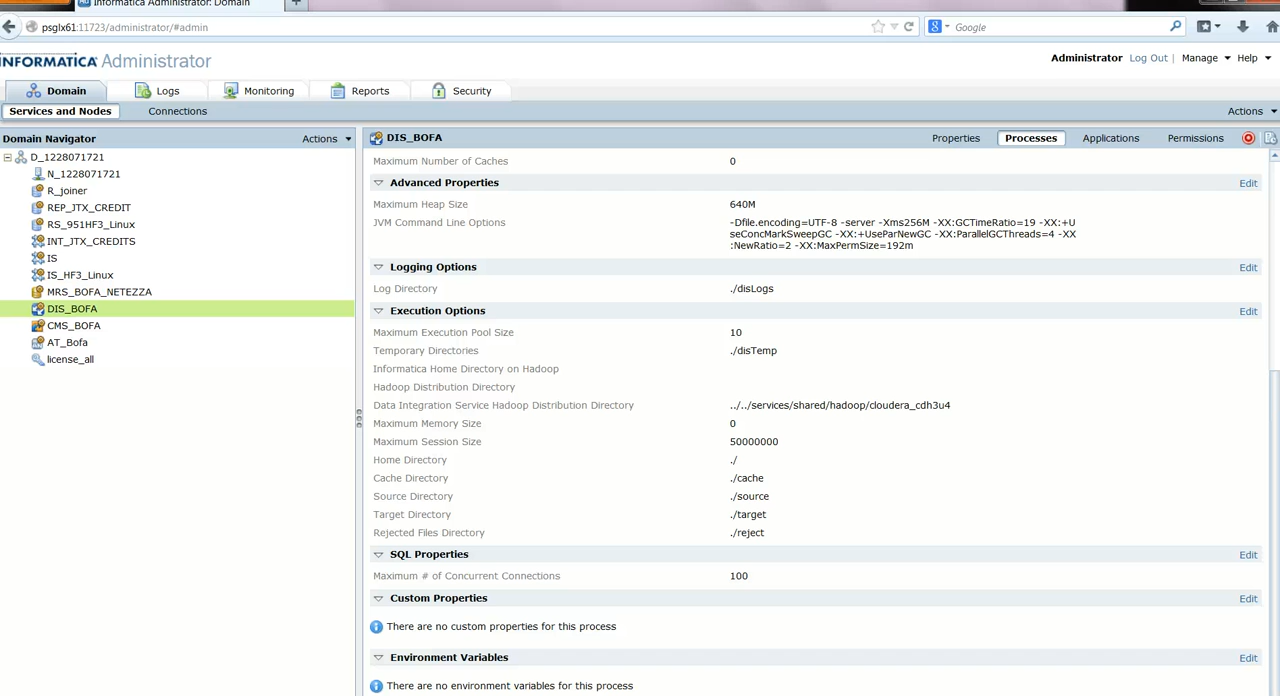 Informatica Administrator: Domain
psglx61:11723/administrator/#admin
Google
INFORMATICA Administrator
Administrator Log Out | Manage Help
Domain Logs Monitoring Reports Security
Services and Nodes Connections Actions
Domain Navigator Actions
DIS_BOFA Properties Processes Applications Permissions
D_1228071721
N_1228071721
R_joiner
REP_JTX_CREDIT
RS_951HF3_Linux
INT_JTX_CREDITS
IS
IS_HF3_Linux
MRS_BOFA_NETEZZA
DIS_BOFA
CMS_BOFA
AT_Bofa
license_all
Maximum Number of Caches 0
Advanced Properties Edit
Maximum Heap Size 640M
JVM Command Line Options -Dfile.encoding=UTF-8 -server -Xms256M -XX:GCTimeRatio=19 -XX:+U
seConcMarkSweepGC -XX:+UseParNewGC -XX:ParallelGCThreads=4 -XX
:NewRatio=2 -XX:MaxPermSize=192m
Logging Options Edit
Log Directory ./disLogs
Execution Options Edit
Maximum Execution Pool Size 10
Temporary Directories ./disTemp
Informatica Home Directory on Hadoop
Hadoop Distribution Directory
Data Integration Service Hadoop Distribution Directory ../../services/shared/hadoop/cloudera_cdh3u4
Maximum Memory Size 0
Maximum Session Size 50000000
Home Directory ./
Cache Directory ./cache
Source Directory ./source
Target Directory ./target
Rejected Files Directory ./reject
SQL Properties Edit
Maximum # of Concurrent Connections 100
Custom Properties Edit
There are no custom properties for this process
Environment Variables Edit
There are no environment variables for this process